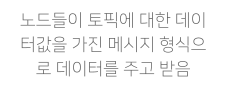 노드들이 토픽에 대한 데이
터값을 가진 메시지 형식으
로 데이터를 주고 받음